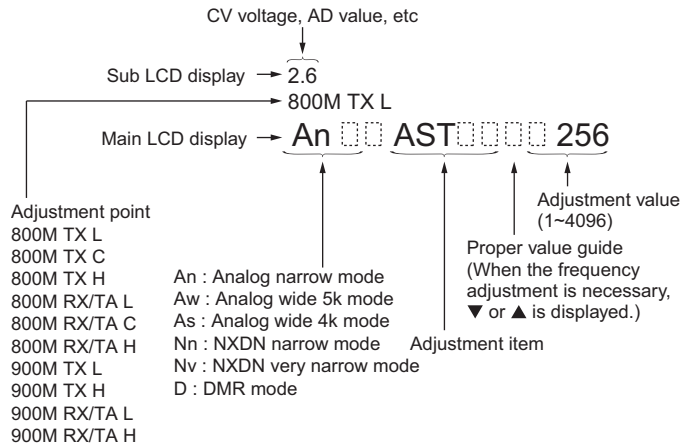 CV voltage, AD value, etc
Sub LCD display
2.6
800M TX L
Main LCD display
An AST 256
Adjustment point
800M TX L
800M TX C
800M TX H
800M RX/TA L
800M RX/TA C
800M RX/TA H
900M TX L
900M TX H
900M RX/TA L
900M RX/TA H
An : Analog narrow mode
Aw : Analog wide 5k mode
As : Analog wide 4k mode
Nn : NXDN narrow mode
Nv : NXDN very narrow mode
D : DMR mode
Adjustment item
Proper value guide
(When the frequency
adjustment is necessary,
▼ or ▲ is displayed.)
Adjustment value
(1~4096)